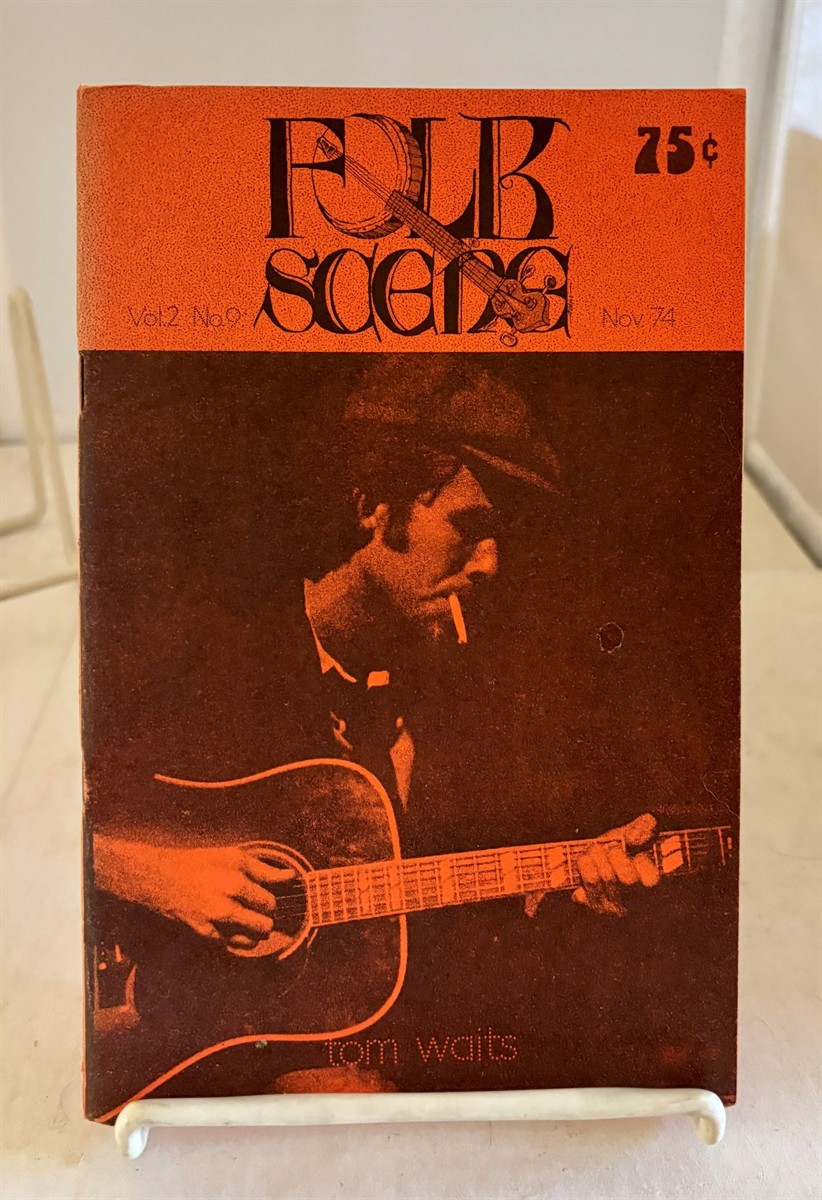 FOLK
75¢
SCENE
Vol.2 No.9
Nov. 74
tom waits